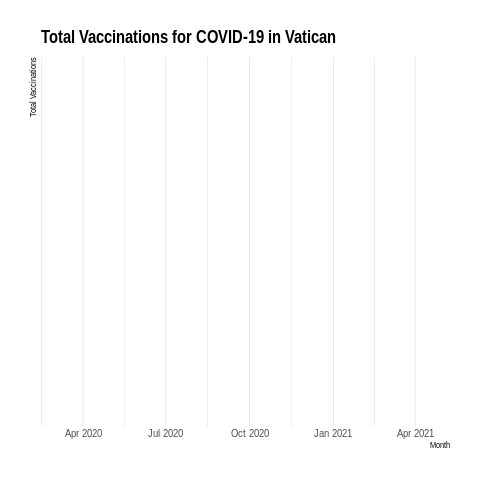 Total Vaccinations for COVID-19 in Vatican
Total Vaccinations
Apr 2020 Jul 2020 Oct 2020 Jan 2021 Apr 2021
Month